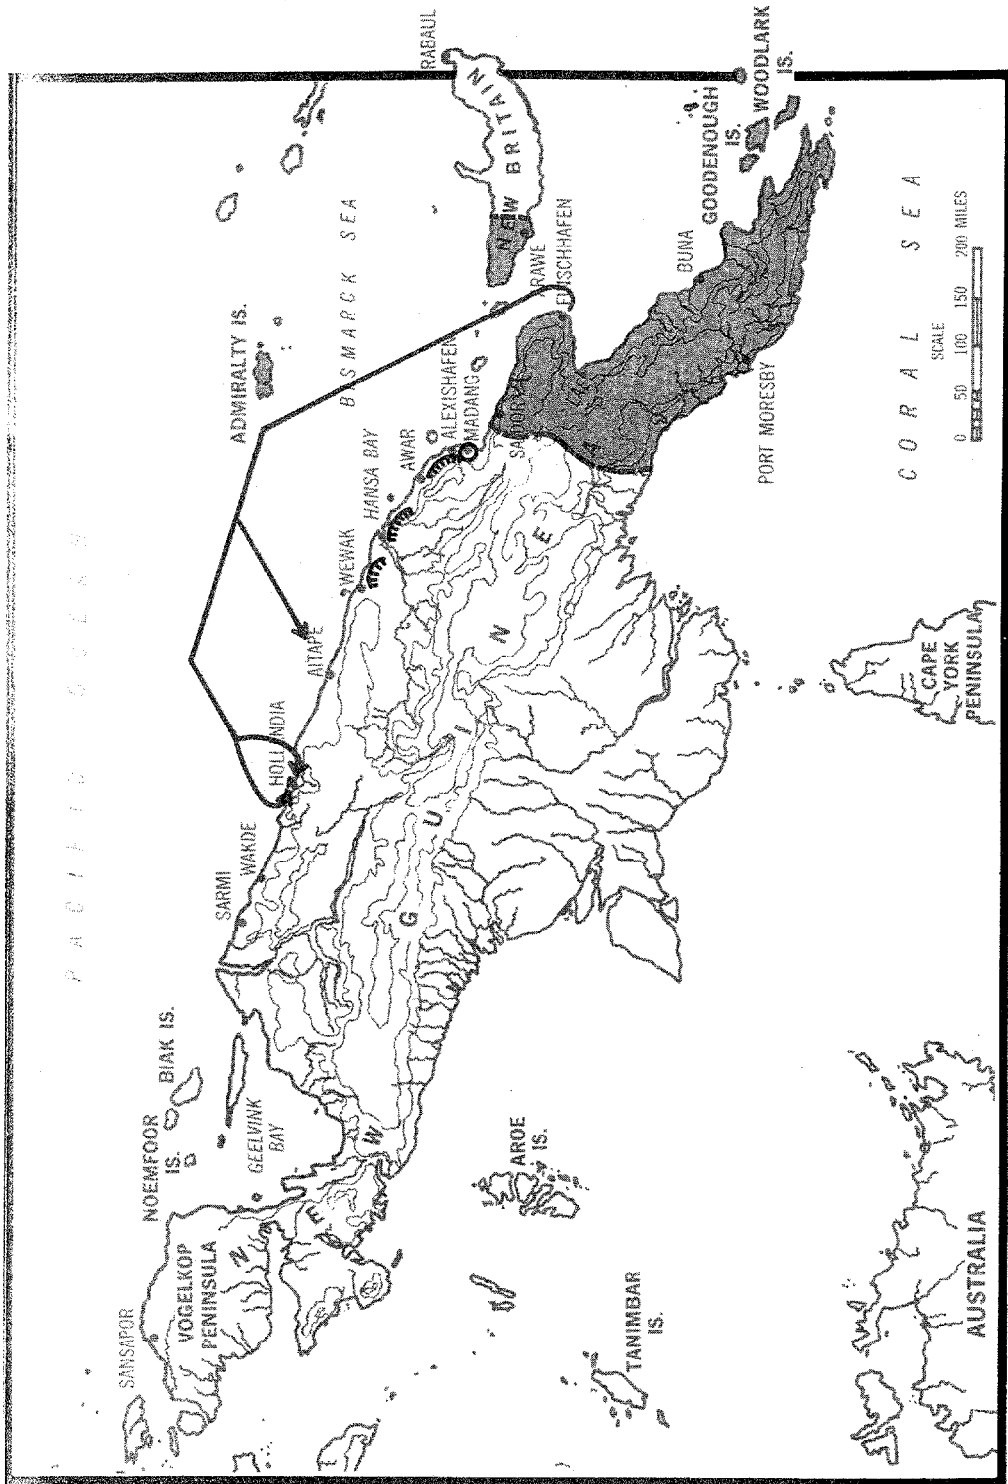 PACIFIC OCEAN
SANSAPOR
NOEMFOOR
IS.
BIAK IS.
VOGELKOP
PENINSULA
GEELVINK
BAY
SARMI
WAKDE
HOLLANDIA
AITAPE
WEWAK
HANSA BAY
AWAR
ALEXISHAFEN
MADANG
SAIDOR
ADMIRALTY IS.
BISMARCK SEA
RABAUL
NEW BRITAIN
RAWE
FINSCHHAFEN
NEW GUINEA
BUNA
GOODENOUGH
IS.
WOODLARK
IS.
PORT MORESBY
AROE
IS.
TANIMBAR
IS.
CORAL SEA
SCALE
0 50 100 150 200 MILES
CAPE
YORK
PENINSULA
AUSTRALIA